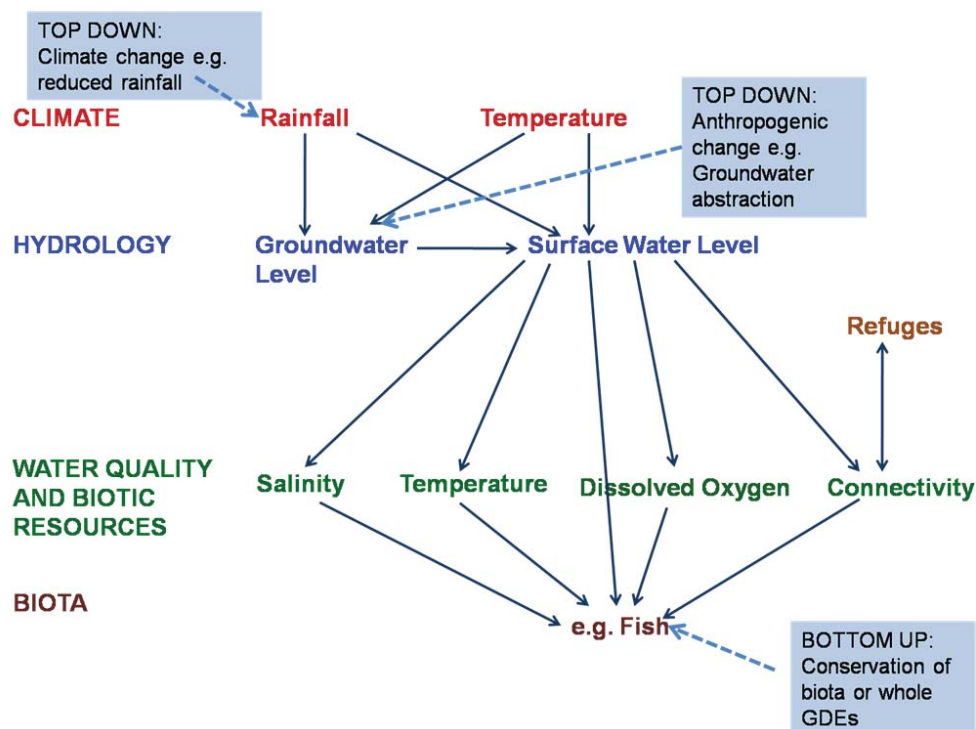 TOP DOWN:
Climate change e.g.
reduced rainfall
TOP DOWN:
Anthropogenic
change e.g.
Groundwater
abstraction
CLIMATE
Rainfall
Temperature
HYDROLOGY
Groundwater
Level
Surface Water Level
Refuges
WATER QUALITY
AND BIOTIC
RESOURCES
Salinity
Temperature
Dissolved Oxygen
Connectivity
BIOTA
e.g. Fish
BOTTOM UP:
Conservation of
biota or whole
GDEs